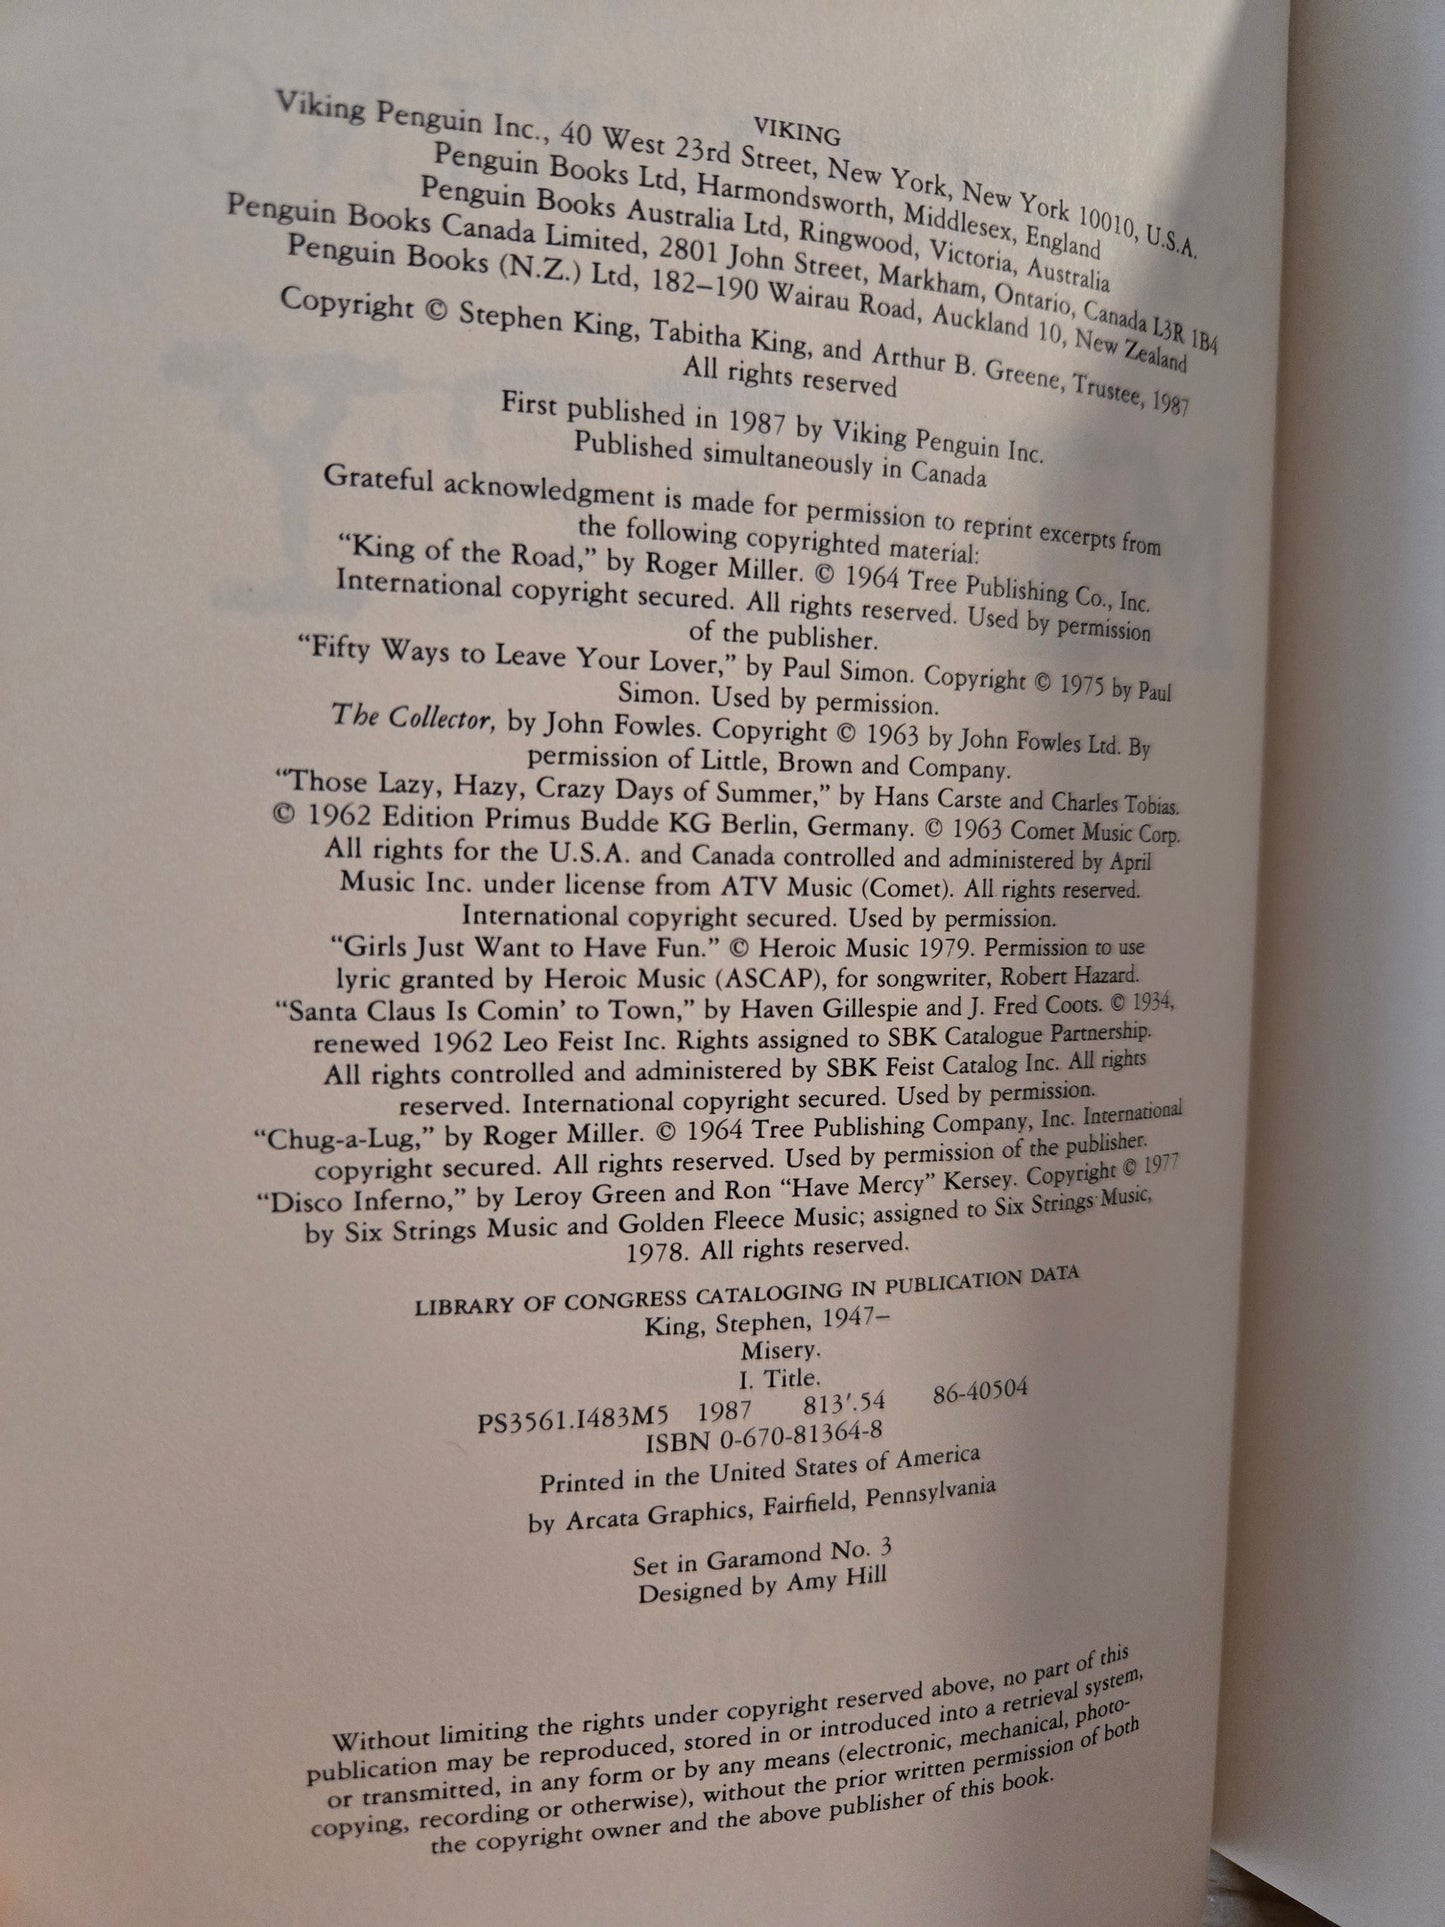 VIKING
Viking Penguin Inc., 40 West 23rd Street, New York, New York 10010, U.S.A.
Penguin Books Ltd, Harmondsworth, Middlesex, England
Penguin Books Australia Ltd, Ringwood, Victoria, Australia
Penguin Books Canada Limited, 2801 John Street, Markham, Ontario, Canada L3R 1B4
Penguin Books (N.Z.) Ltd, 182–190 Wairau Road, Auckland 10, New Zealand
Copyright © Stephen King, Tabitha King, and Arthur B. Greene, Trustee, 1987
All rights reserved
First published in 1987 by Viking Penguin Inc.
Published simultaneously in Canada
Grateful acknowledgment is made for permission to reprint excerpts from
the following copyrighted material:
“King of the Road,” by Roger Miller. © 1964 Tree Publishing Co., Inc.
International copyright secured. All rights reserved. Used by permission
of the publisher.
“Fifty Ways to Leave Your Lover,” by Paul Simon. Copyright © 1975 by Paul
Simon. Used by permission.
The Collector, by John Fowles. Copyright © 1963 by John Fowles Ltd. By
permission of Little, Brown and Company.
“Those Lazy, Hazy, Crazy Days of Summer,” by Hans Carste and Charles Tobias.
© 1962 Edition Primus Budde KG Berlin, Germany. © 1963 Comet Music Corp.
All rights for the U.S.A. and Canada controlled and administered by April
Music Inc. under license from ATV Music (Comet). All rights reserved.
International copyright secured. Used by permission.
“Girls Just Want to Have Fun.” © Heroic Music 1979. Permission to use
lyric granted by Heroic Music (ASCAP), for songwriter, Robert Hazard.
“Santa Claus Is Comin’ to Town,” by Haven Gillespie and J. Fred Coots. © 1934,
renewed 1962 Leo Feist Inc. Rights assigned to SBK Catalogue Partnership.
All rights controlled and administered by SBK Feist Catalog Inc. All rights
reserved. International copyright secured. Used by permission.
“Chug-a-Lug,” by Roger Miller. © 1964 Tree Publishing Company, Inc. International
copyright secured. All rights reserved. Used by permission of the publisher.
“Disco Inferno,” by Leroy Green and Ron “Have Mercy” Kersey. Copyright © 1977
by Six Strings Music and Golden Fleece Music; assigned to Six Strings Music,
1978. All rights reserved.
LIBRARY OF CONGRESS CATALOGING IN PUBLICATION DATA
King, Stephen, 1947–
Misery.
I. Title.
PS3561.I483M5 1987 813′.54 86-40504
ISBN 0-670-81364-8
Printed in the United States of America
by Arcata Graphics, Fairfield, Pennsylvania
Set in Garamond No. 3
Designed by Amy Hill
Without limiting the rights under copyright reserved above, no part of this
publication may be reproduced, stored in or introduced into a retrieval system,
or transmitted, in any form or by any means (electronic, mechanical, photo-
copying, recording or otherwise), without the prior written permission of both
the copyright owner and the above publisher of this book.